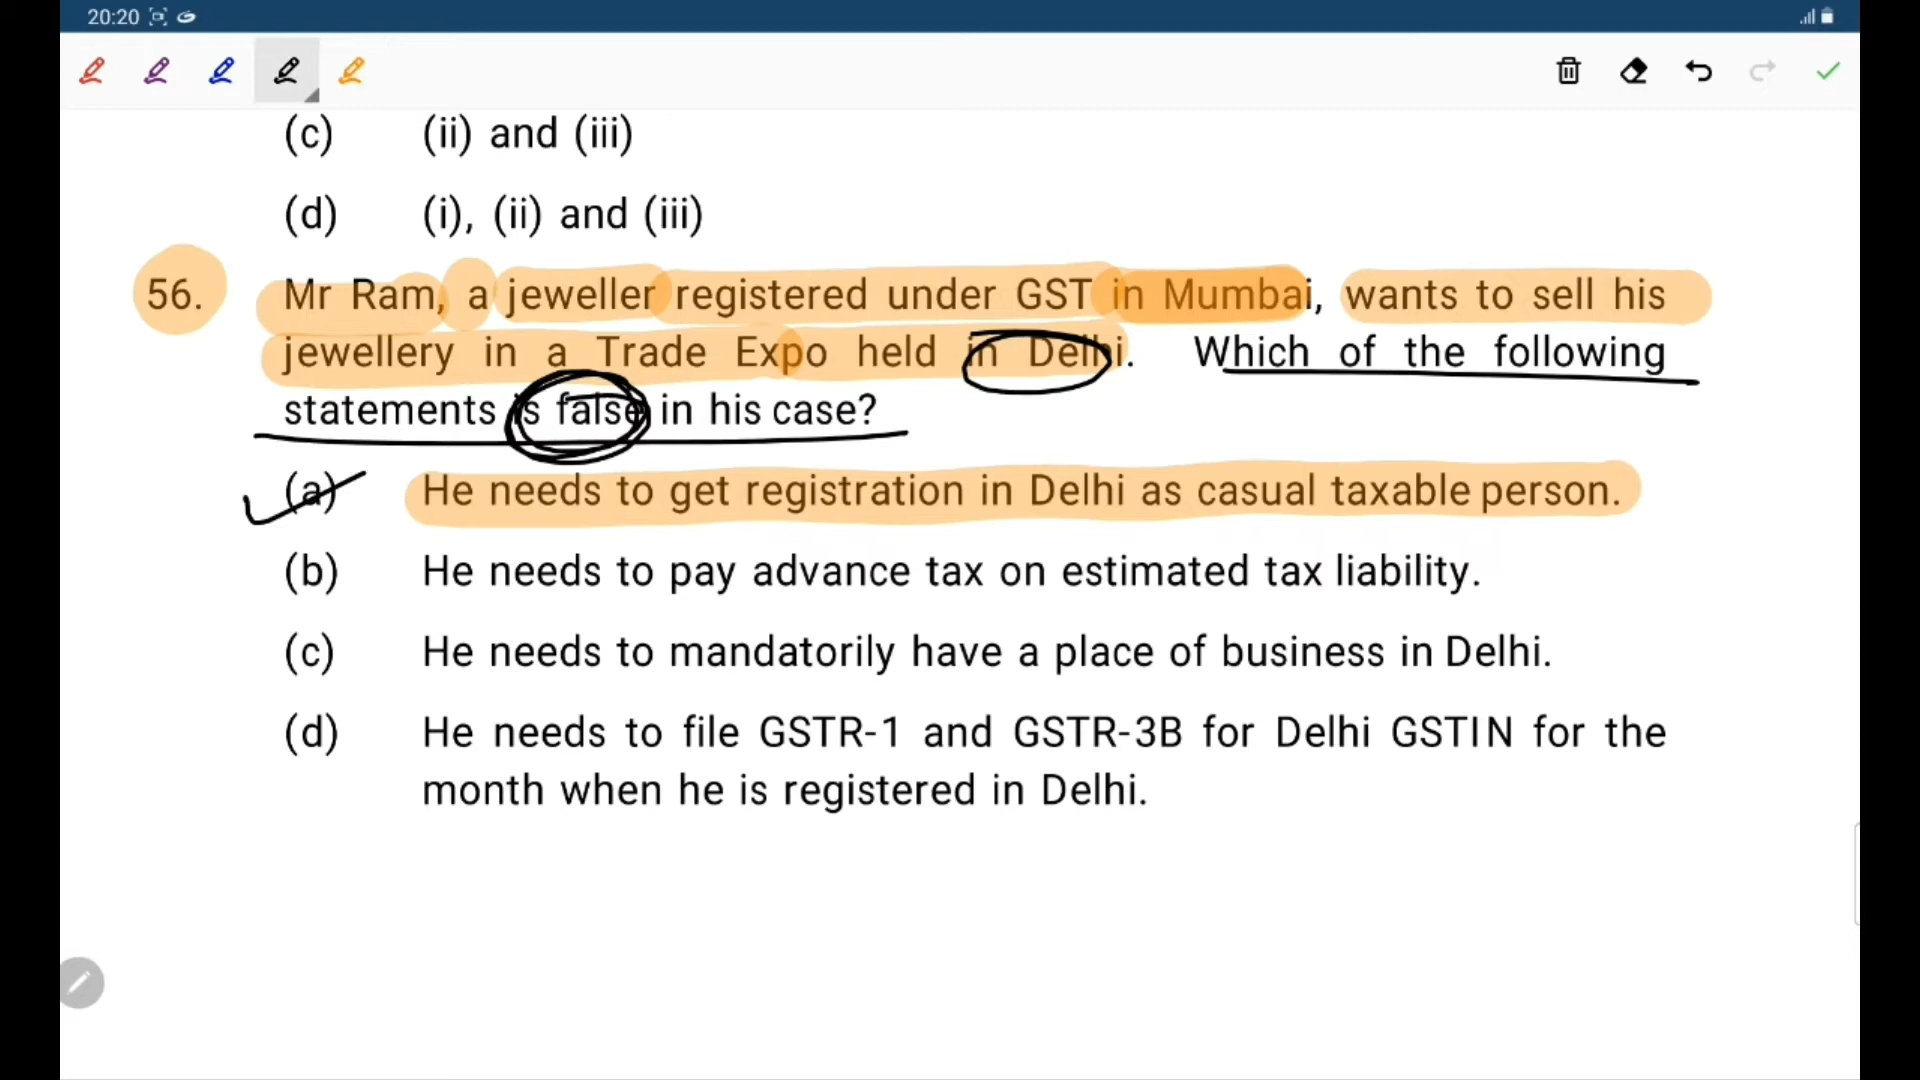 20:20
(c) (ii) and (iii)
(d) (i), (ii) and (iii)
56. Mr Ram, a jeweller registered under GST in Mumbai, wants to sell his
jewellery in a Trade Expo held in Delhi. Which of the following
statements is false in his case?
(a) He needs to get registration in Delhi as casual taxable person.
(b) He needs to pay advance tax on estimated tax liability.
(c) He needs to mandatorily have a place of business in Delhi.
(d) He needs to file GSTR-1 and GSTR-3B for Delhi GSTIN for the
month when he is registered in Delhi.